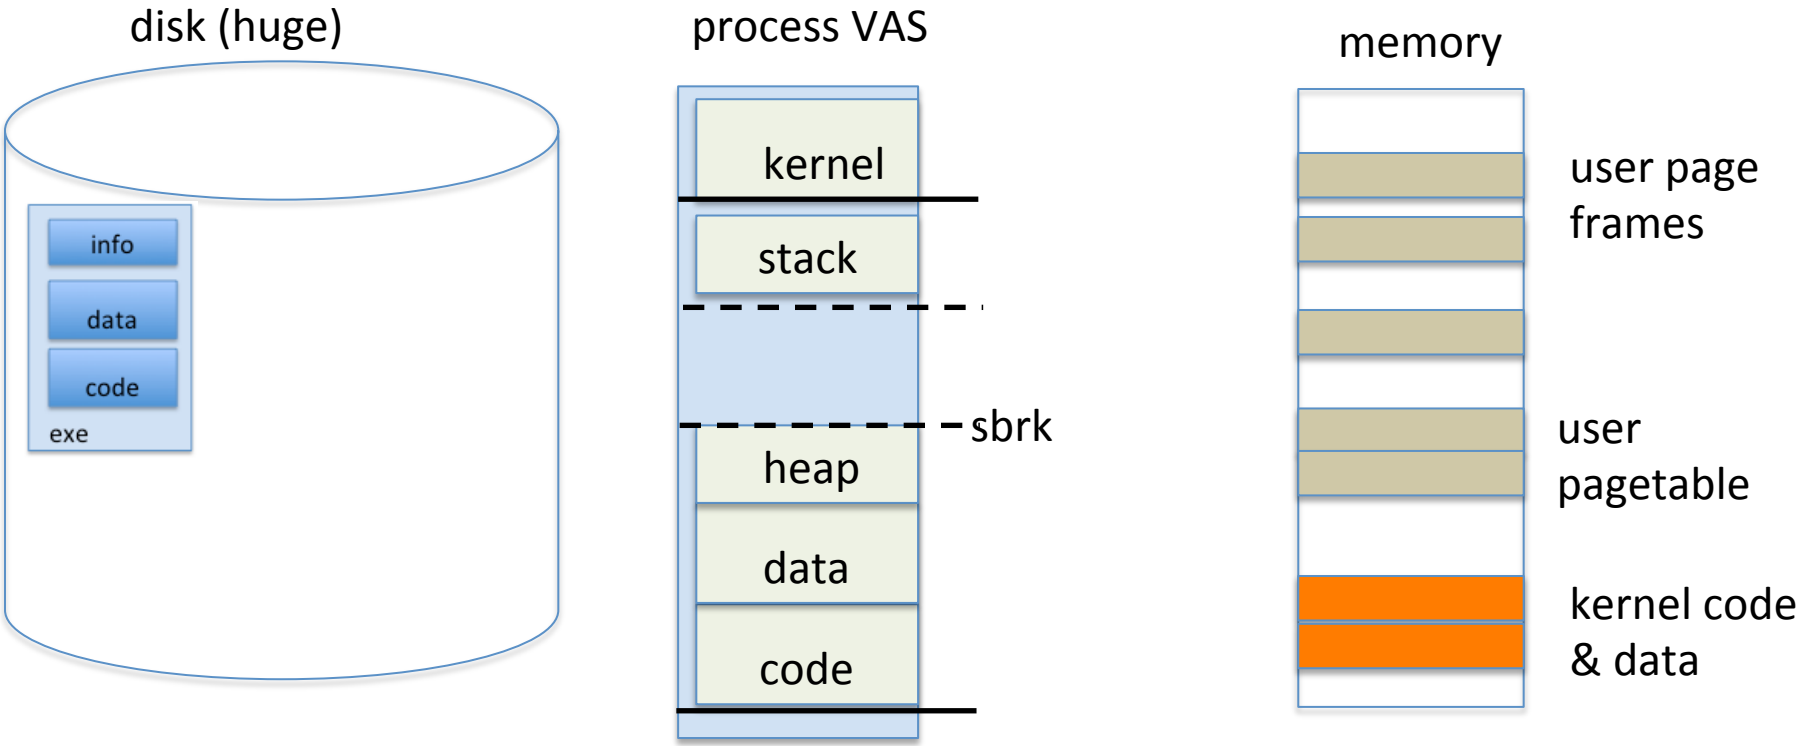 disk (huge)
process VAS
memory
info
data
code
exe
kernel
stack
sbrk
heap
data
code
user page
frames
user
pagetable
kernel code
& data